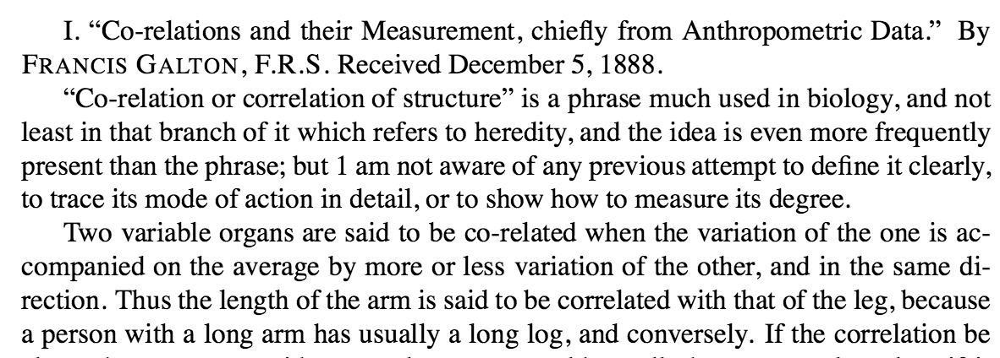 I. “Co-relations and their Measurement, chiefly from Anthropometric Data.” By
FRANCIS GALTON, F.R.S. Received December 5, 1888.
“Co-relation or correlation of structure” is a phrase much used in biology, and not
least in that branch of it which refers to heredity, and the idea is even more frequently
present than the phrase; but 1 am not aware of any previous attempt to define it clearly,
to trace its mode of action in detail, or to show how to measure its degree.
Two variable organs are said to be co-related when the variation of the one is ac-
companied on the average by more or less variation of the other, and in the same di-
rection. Thus the length of the arm is said to be correlated with that of the leg, because
a person with a long arm has usually a long log, and conversely. If the correlation be